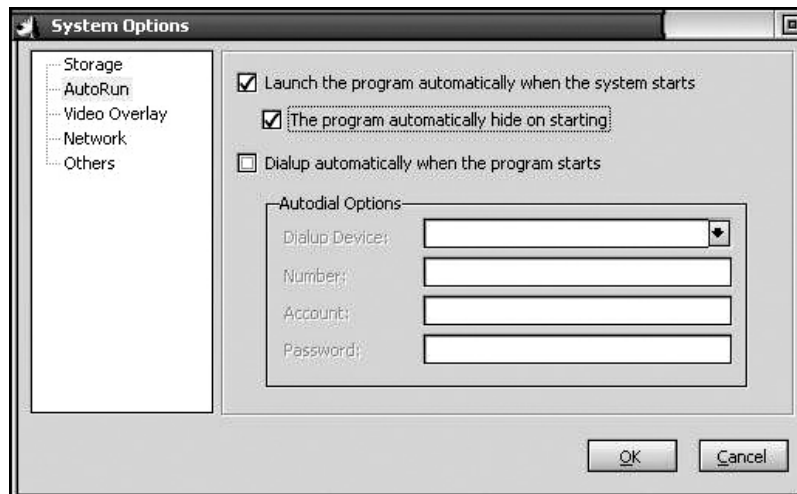 System Options
Storage
AutoRun
Video Overlay
Network
Others
Launch the program automatically when the system starts
The program automatically hide on starting
Dialup automatically when the program starts
Autodial Options
Dialup Device:
Number:
Account:
Password:
OK
Cancel